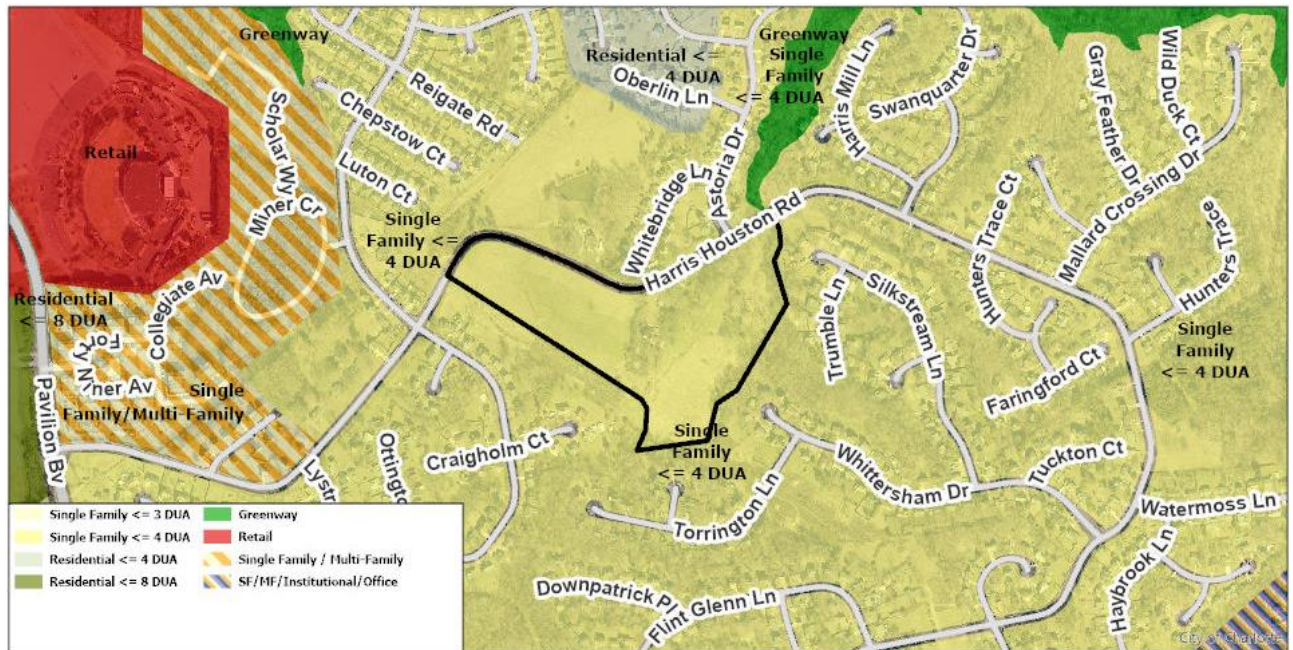 Greenway
Reigate Rd
Chepstow Ct
Luton Ct
Scholar Wy
Miner Cr
Retail
Residential <=
4 DUA
Oberlin Ln
Greenway
Single
Family
<= 4 DUA
Harris Mill Ln
Swanquarter Dr
Gray Feather Dr
Wild Duck Ct
Mallard Crossing Dr
Hunters Trace Ct
Hunters Trace
Astoria Dr
Whitebridge Ln
Harris Houston Rd
Single
Family <=
4 DUA
Residential
<= 8 DUA
Collegiate Av
Forty Niner Av
Single
Family/Multi-Family
Pavilion Bv
Trumble Ln
Silkstream Ln
Faringford Ct
Single
Family
<= 4 DUA
Craigholm Ct
Single
Family
<= 4 DUA
Whittersham Dr
Tuckton Ct
Torrington Ln
Watermoss Ln
Haybrook Ln
Downpatrick Pl
Flint Glenn Ln
Single Family <= 3 DUA
Single Family <= 4 DUA
Residential <= 4 DUA
Residential <= 8 DUA
Greenway
Retail
Single Family / Multi-Family
SF/MF/Institutional/Office
City of Charlotte